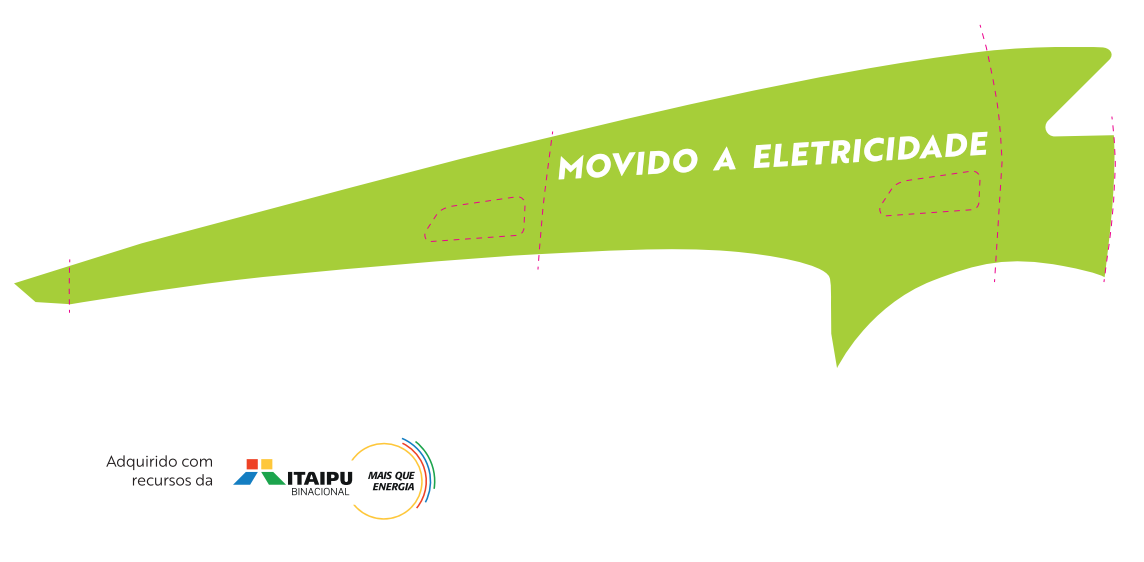 MOVIDO A ELETRICIDADE
Adquirido com
recursos da
ITAIPU
BINACIONAL
MAIS QUE
ENERGIA